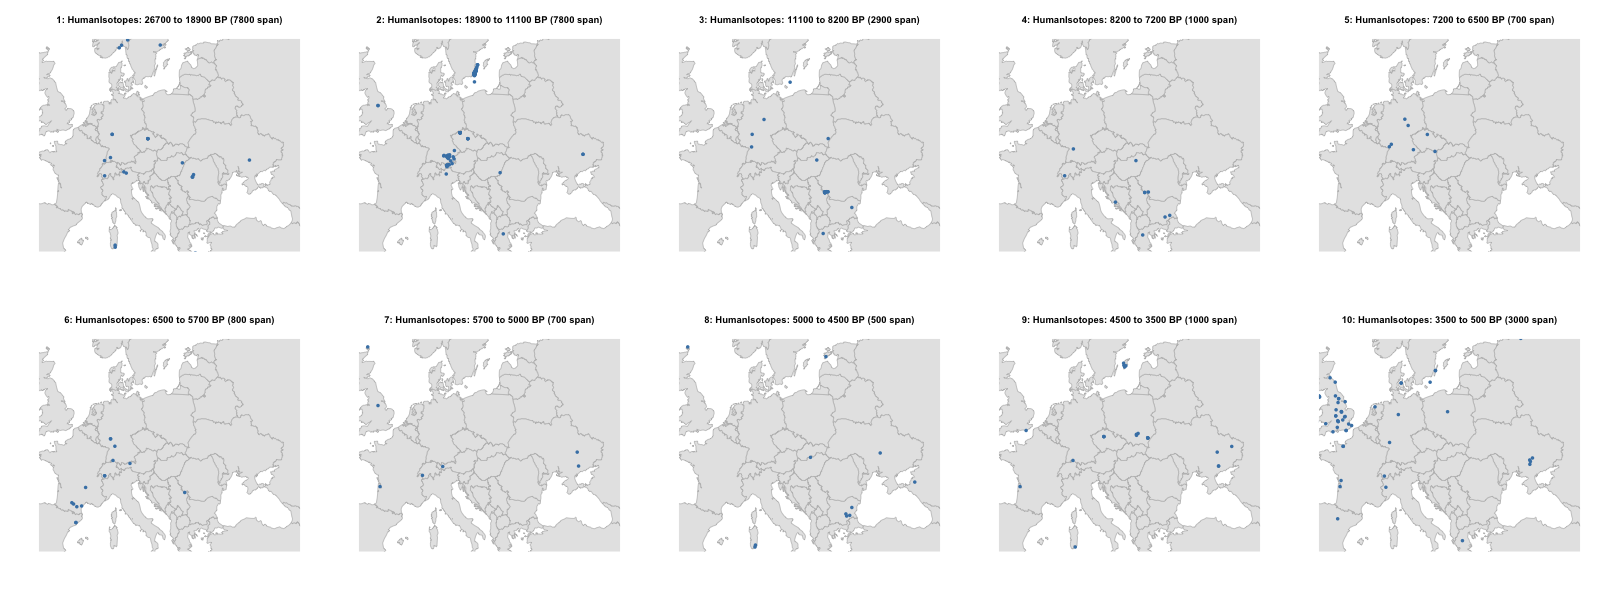 1: HumanIsotopes: 26700 to 18900 BP (7800 span)
2: HumanIsotopes: 18900 to 11100 BP (7800 span)
3: HumanIsotopes: 11100 to 8200 BP (2900 span)
4: HumanIsotopes: 8200 to 7200 BP (1000 span)
5: HumanIsotopes: 7200 to 6500 BP (700 span)
6: HumanIsotopes: 6500 to 5700 BP (800 span)
7: HumanIsotopes: 5700 to 5000 BP (700 span)
8: HumanIsotopes: 5000 to 4500 BP (500 span)
9: HumanIsotopes: 4500 to 3500 BP (1000 span)
10: HumanIsotopes: 3500 to 500 BP (3000 span)